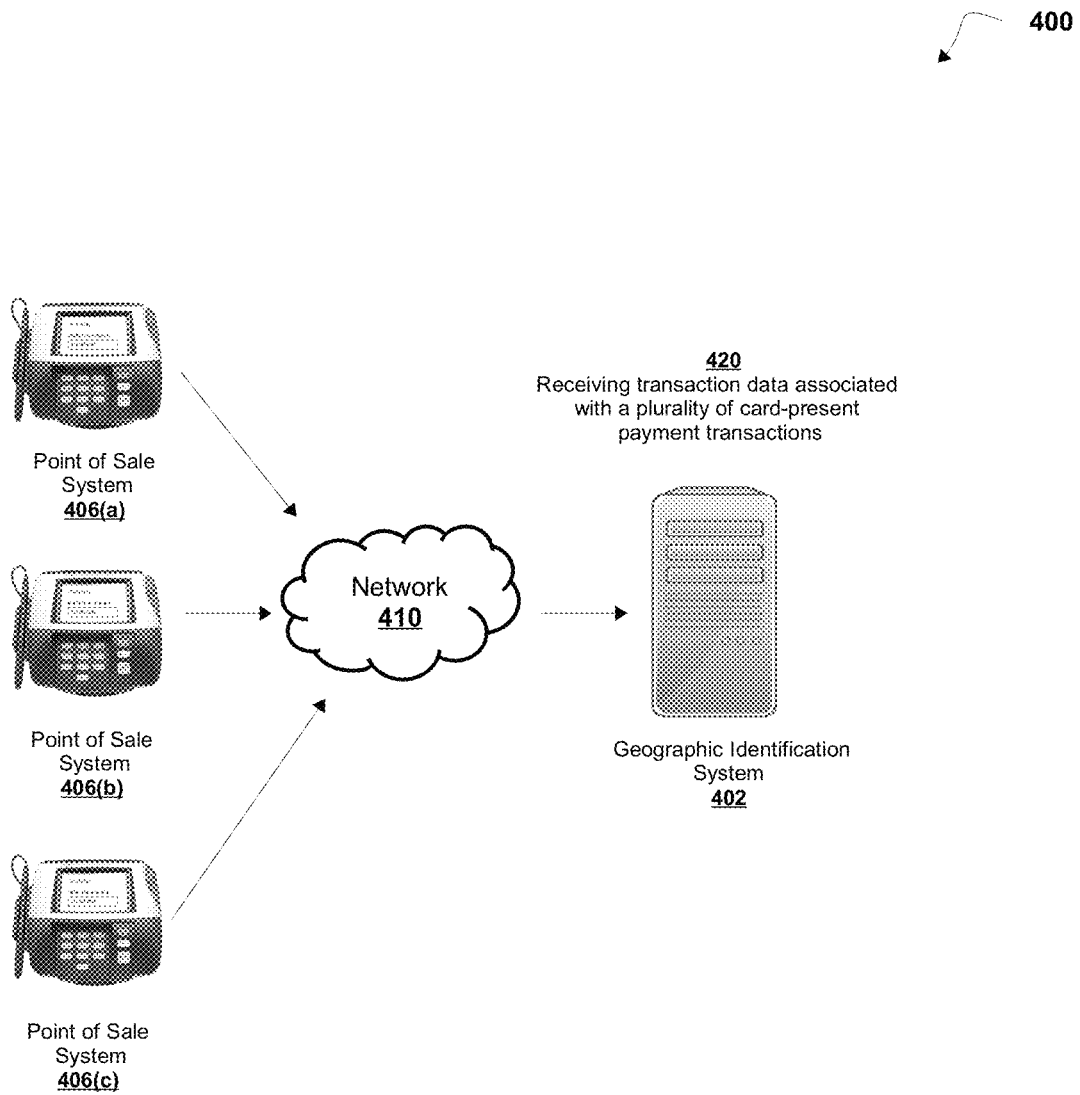 400
420
Receiving transaction data associated
with a plurality of card-present
payment transactions
Point of Sale
System
406(a)
Network
410
Point of Sale
System
406(b)
Geographic Identification
System
402
Point of Sale
System
406(c)